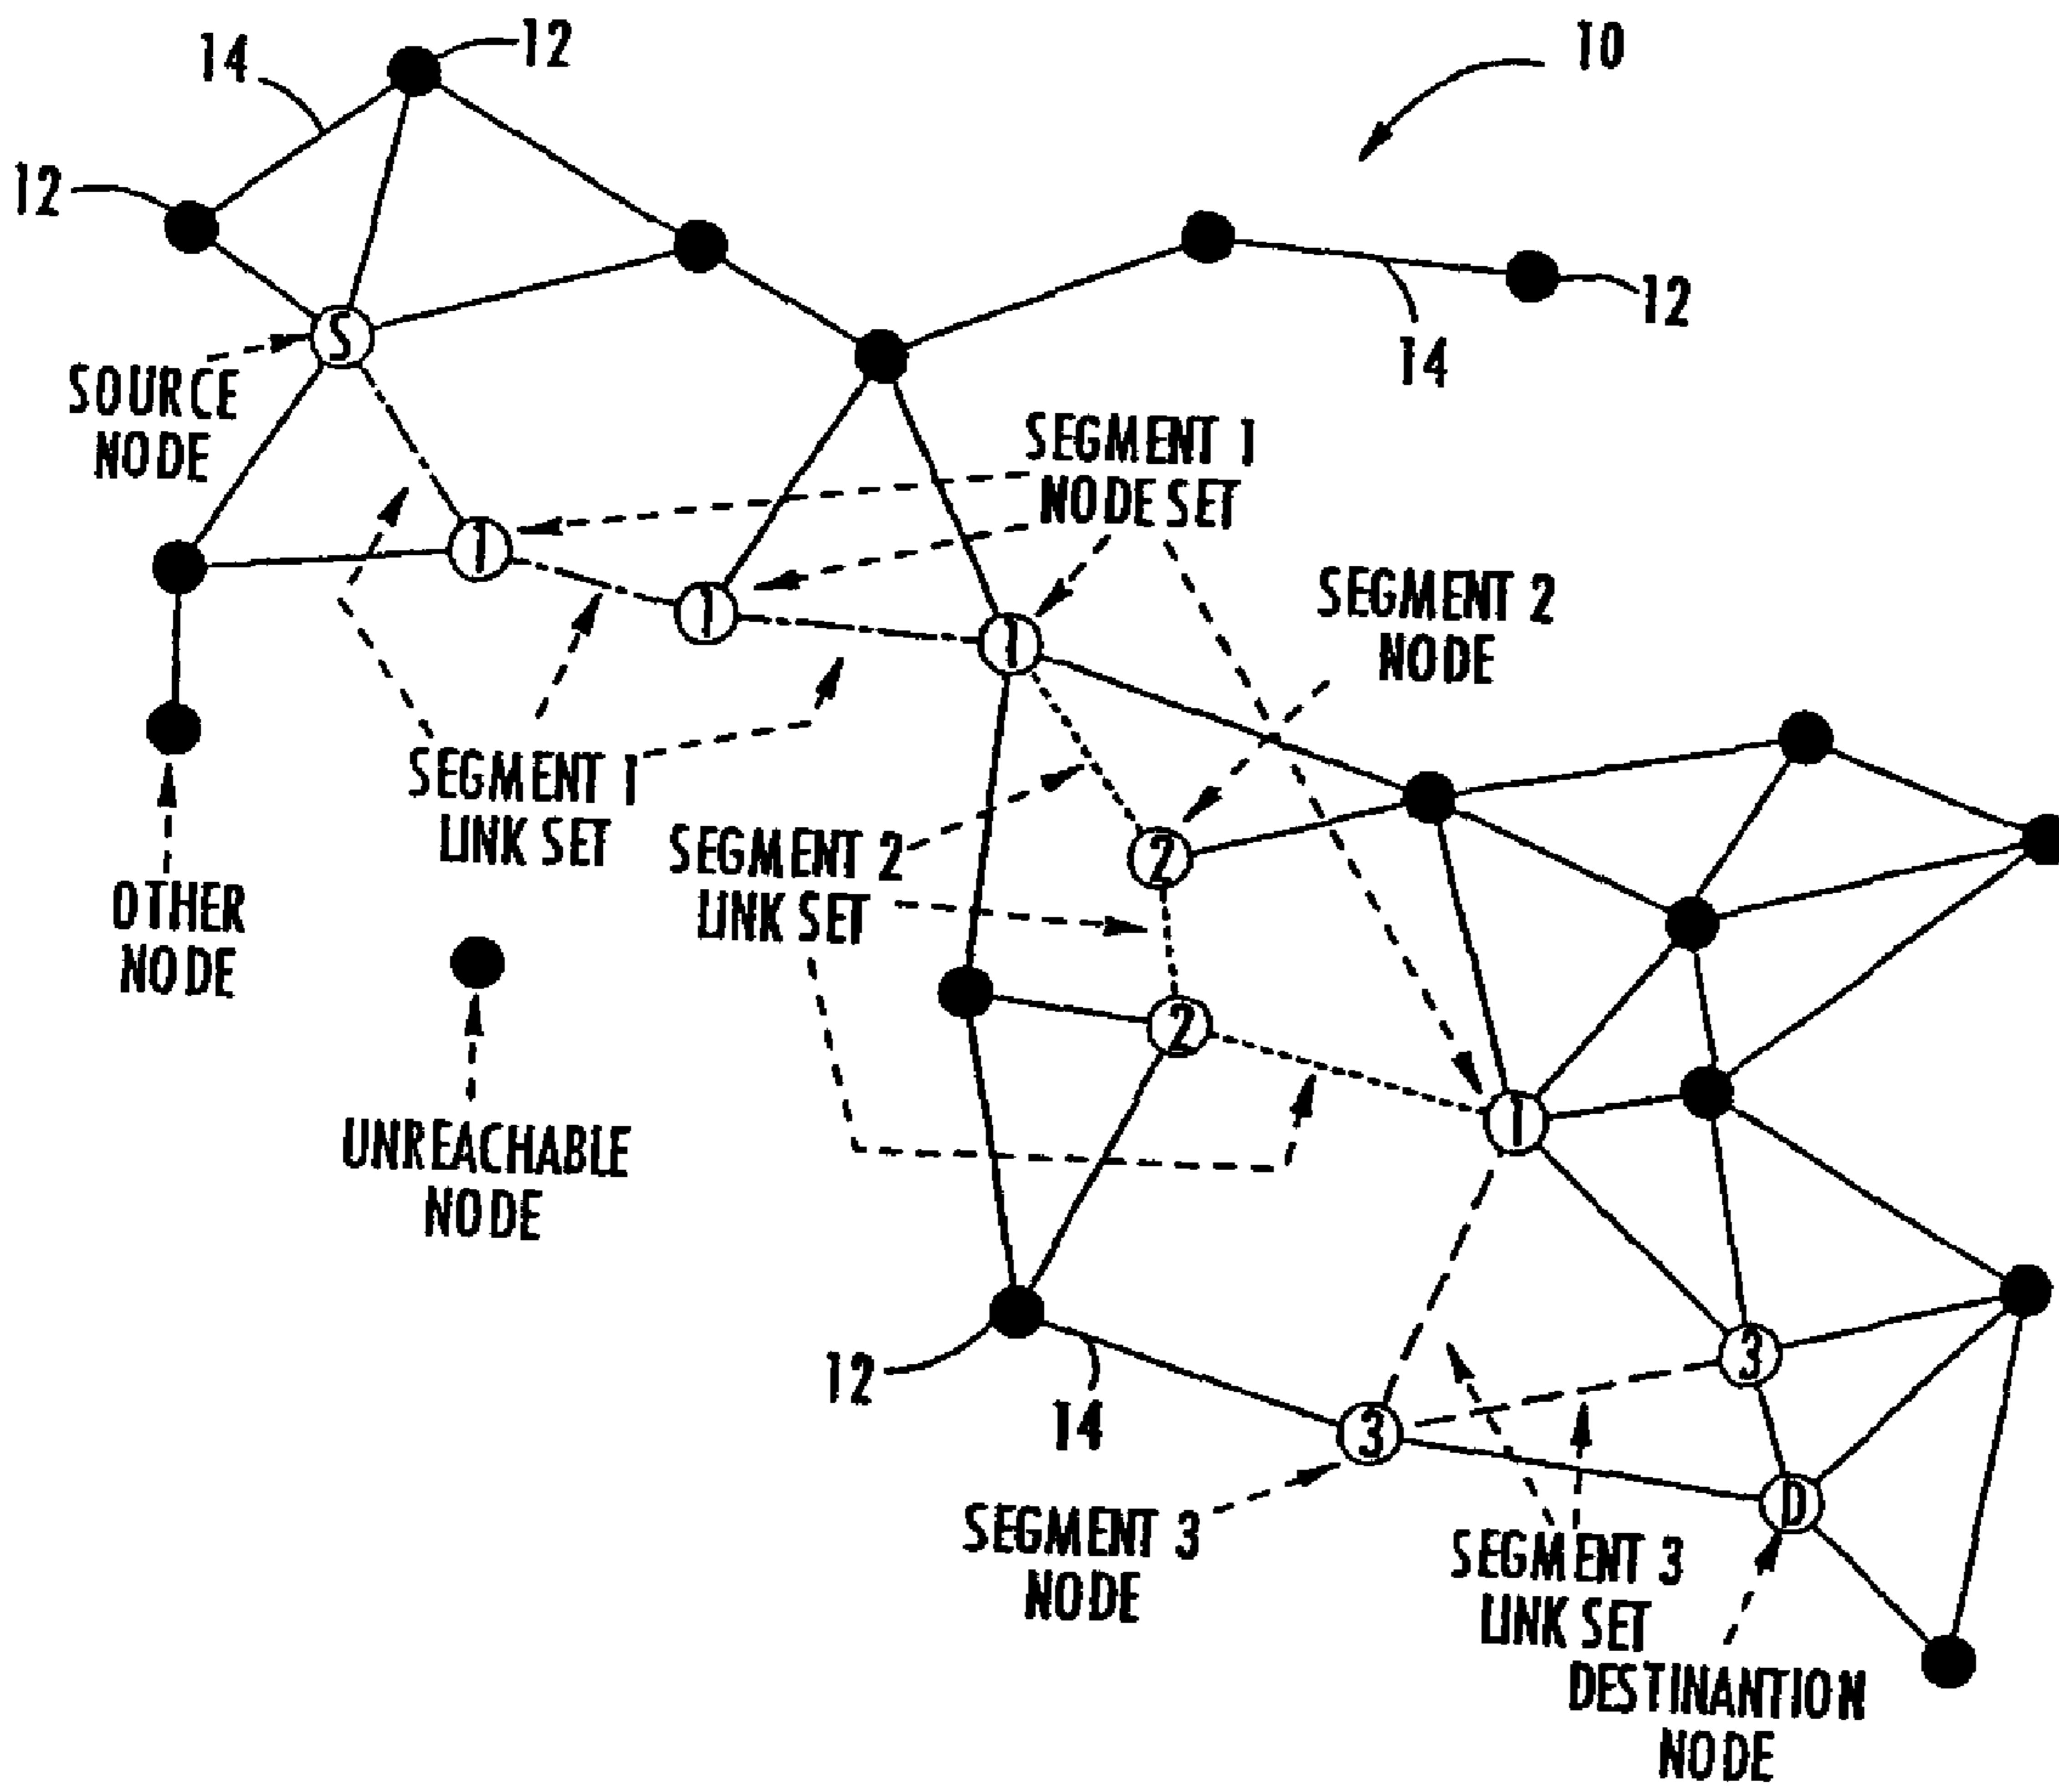 14
12
10
12
12
14
S
SOURCE
NODE
SEGMENT 1
NODE SET
1
1
1
SEGMENT 2
NODE
SEGMENT 1
LINK SET
SEGMENT 2
LINK SET
2
OTHER
NODE
2
1
UNREACHABLE
NODE
12
14
3
3
SEGMENT 3
NODE
D
SEGMENT 3
LINK SET
DESTINANTION
NODE